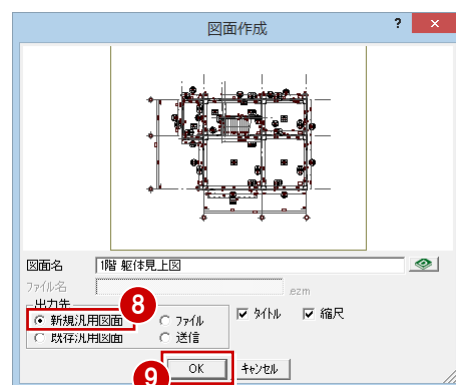 図面作成
?
×
図面名 1階 躯体見上図
ファイル名 ezm
出力先
8
新規汎用図面 ファイル タイトル 縮尺
既存汎用図面 送信
9
OK キャンセル